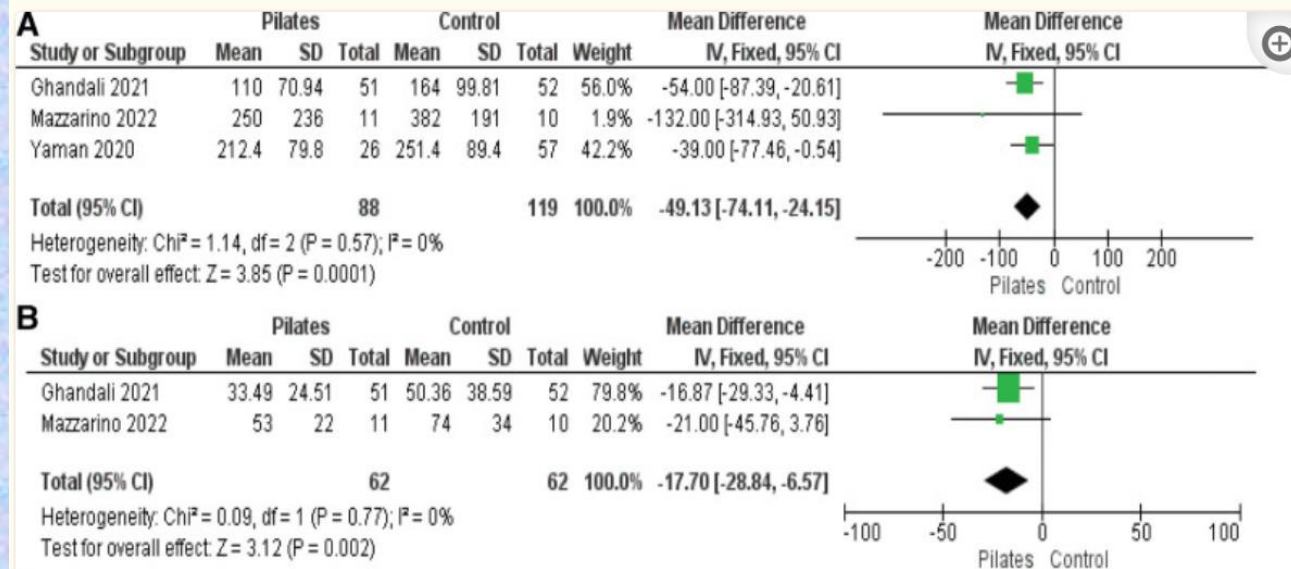 A Pilates Control Mean Difference Mean Difference
Study or Subgroup Mean SD Total Mean SD Total Weight IV, Fixed, 95% CI IV, Fixed, 95% CI
Ghandali 2021 110 70.94 51 164 99.81 52 56.0% -54.00 [-87.39, -20.61]
Mazzarino 2022 250 236 11 382 191 10 1.9% -132.00 [-314.93, 50.93]
Yaman 2020 212.4 79.8 26 251.4 89.4 57 42.2% -39.00 [-77.46, -0.54]
Total (95% CI) 88 119 100.0% -49.13 [-74.11, -24.15]
Heterogeneity: Chi² = 1.14, df = 2 (P = 0.57); I² = 0%
Test for overall effect: Z = 3.85 (P = 0.0001)
-200 -100 0 100 200
Pilates Control
B Pilates Control Mean Difference Mean Difference
Study or Subgroup Mean SD Total Mean SD Total Weight IV, Fixed, 95% CI IV, Fixed, 95% CI
Ghandali 2021 33.49 24.51 51 50.36 38.59 52 79.8% -16.87 [-29.33, -4.41]
Mazzarino 2022 53 22 11 74 34 10 20.2% -21.00 [-45.76, 3.76]
Total (95% CI) 62 62 100.0% -17.70 [-28.84, -6.57]
Heterogeneity: Chi² = 0.09, df = 1 (P = 0.77); I² = 0%
Test for overall effect: Z = 3.12 (P = 0.002)
-100 -50 0 50 100
Pilates Control